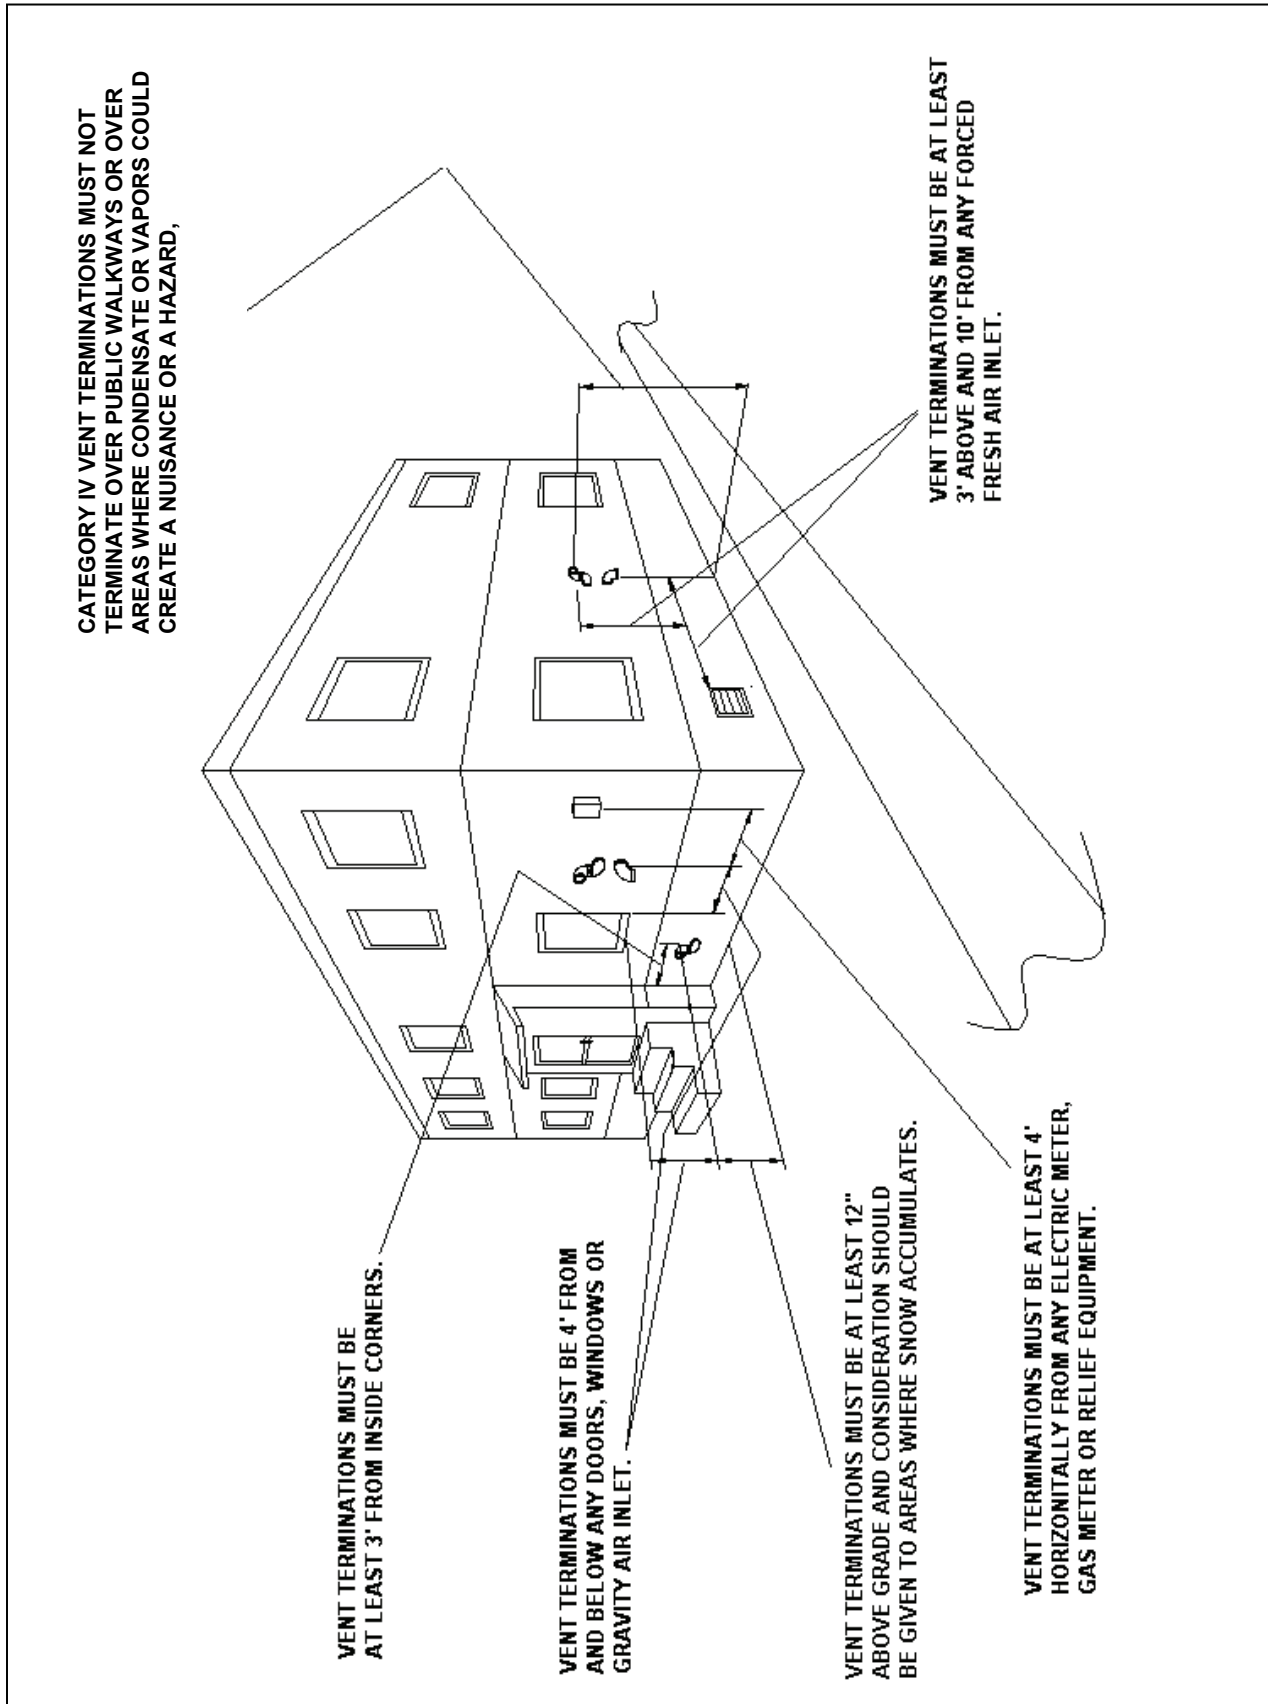 CATEGORY IV VENT TERMINATIONS MUST NOT
TERMINATE OVER PUBLIC WALKWAYS OR OVER
AREAS WHERE CONDENSATE OR VAPORS COULD
CREATE A NUISANCE OR A HAZARD,
VENT TERMINATIONS MUST BE
AT LEAST 3' FROM INSIDE CORNERS.
VENT TERMINATIONS MUST BE 4' FROM
AND BELOW ANY DOORS, WINDOWS OR
GRAVITY AIR INLET.
VENT TERMINATIONS MUST BE AT LEAST 12"
ABOVE GRADE AND CONSIDERATION SHOULD
BE GIVEN TO AREAS WHERE SNOW ACCUMULATES.
VENT TERMINATIONS MUST BE AT LEAST 4'
HORIZONITALLY FROM ANY ELECTRIC METER,
GAS METER OR RELIEF EQUIPMENT.
VENT TERMINATIONS MUST BE AT LEAST
3' ABOVE AND 10' FROM ANY FORCED
FRESH AIR INLET.